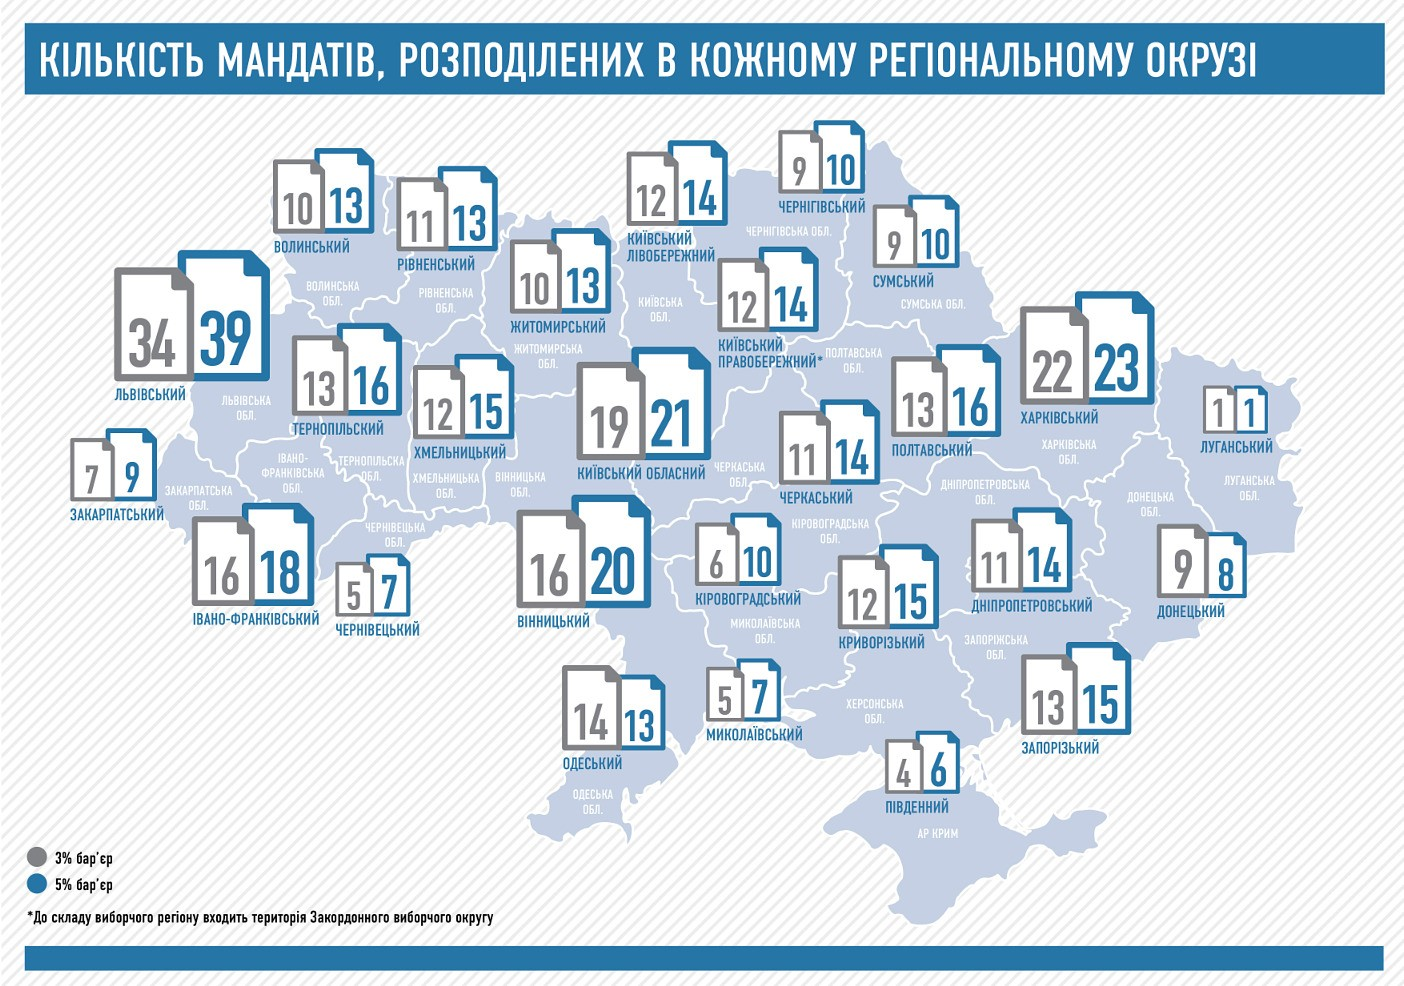 КІЛЬКІСТЬ МАНДАТІВ, РОЗПОДІЛЕНИХ В КОЖНОМУ РЕГІОНАЛЬНОМУ ОКРУЗІ
9 10
ЧЕРНІГІВСЬКИЙ
10 13
ВОЛИНСЬКИЙ
11 13
РІВНЕНСЬКИЙ
12 14
КИЇВСЬКИЙ
ЛІВОБЕРЕЖНИЙ
ЧЕРНІГІВСЬКА ОБЛ.
9 10
СУМСЬКИЙ
10 13
ЖИТОМИРСЬКИЙ
12 14
КИЇВСЬКИЙ
ПРАВОБЕРЕЖНИЙ*
34 39
ЛЬВІВСЬКИЙ
ВОЛИНСЬКА
ОБЛ.
РІВНЕНСЬКА
ОБЛ.
КИЇВСЬКА
ОБЛ.
СУМСЬКА ОБЛ.
ЖИТОМИРСЬКА
ОБЛ.
ПОЛТАВСЬКА
ОБЛ.
22 23
ХАРКІВСЬКИЙ
13 16
ТЕРНОПІЛЬСКИЙ
12 15
ХМЕЛЬНИЦЬКИЙ
19 21
КИЇВСЬКИЙ ОБЛАСНИЙ
13 16
ПОЛТАВСЬКИЙ
1 1
ЛУГАНСЬКИЙ
ЛЬВІВСЬКА
ОБЛ.
11 14
ЧЕРКАСЬКИЙ
ХАРКІВСЬКА
ОБЛ.
7 9
ЗАКАРПАТСЬКИЙ
ІВАНО-
ФРАНКІВСЬКА
ОБЛ.
ТЕРНОПІЛЬСКА
ОБЛ.
ХМЕЛЬНИЦЬКА
ОБЛ.
ВІННИЦЬКА
ОБЛ.
ЧЕРКАСЬКА
ОБЛ.
ДНІПРОПЕТРОВСЬКА
ОБЛ.
ДОНЕЦЬКА
ОБЛ.
ЛУГАНСЬКА
ОБЛ.
ЗАКАРПАТСЬКА
ОБЛ.
ЧЕРНІВЕЦЬКА
ОБЛ.
КІРОВОГРАДСЬКА
ОБЛ.
16 18
ІВАНО-ФРАНКІВСЬКИЙ
5 7
ЧЕРНІВЕЦЬКИЙ
16 20
ВІННИЦЬКИЙ
6 10
КІРОВОГРАДСЬКИЙ
12 15
КРИВОРІЗЬКИЙ
11 14
ДНІПРОПЕТРОВСЬКИЙ
9 8
ДОНЕЦЬКИЙ
МИКОЛАЇВСЬКА
ОБЛ.
ЗАПОРІЖСЬКА
ОБЛ.
14 13
ОДЕСЬКИЙ
5 7
МИКОЛАЇВСЬКИЙ
ХЕРСОНСЬКА
ОБЛ.
13 15
ЗАПОРІЗЬКИЙ
4 6
ПІВДЕННИЙ
ОДЕСЬКА
ОБЛ.
АР КРИМ
3% бар'єр
5% бар'єр
*До складу виборчого регіону входить територія Закордонного виборчого округу